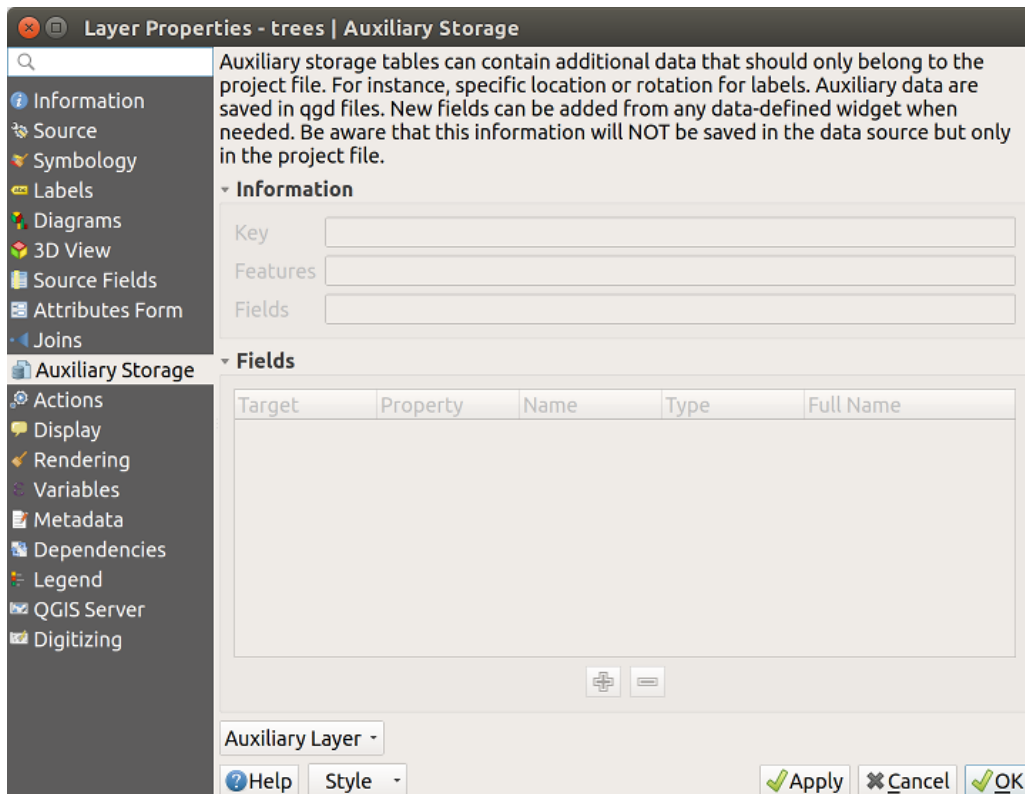 Layer Properties - trees | Auxiliary Storage
Information
Source
Symbology
Labels
Diagrams
3D View
Source Fields
Attributes Form
Joins
Auxiliary Storage
Actions
Display
Rendering
Variables
Metadata
Dependencies
Legend
QGIS Server
Digitizing
Auxiliary storage tables can contain additional data that should only belong to the
project file. For instance, specific location or rotation for labels. Auxiliary data are
saved in qgd files. New fields can be added from any data-defined widget when
needed. Be aware that this information will NOT be saved in the data source but only
in the project file.
Information
Key
Features
Fields
Fields
Target Property Name Type Full Name
Auxiliary Layer
Help Style Apply Cancel OK